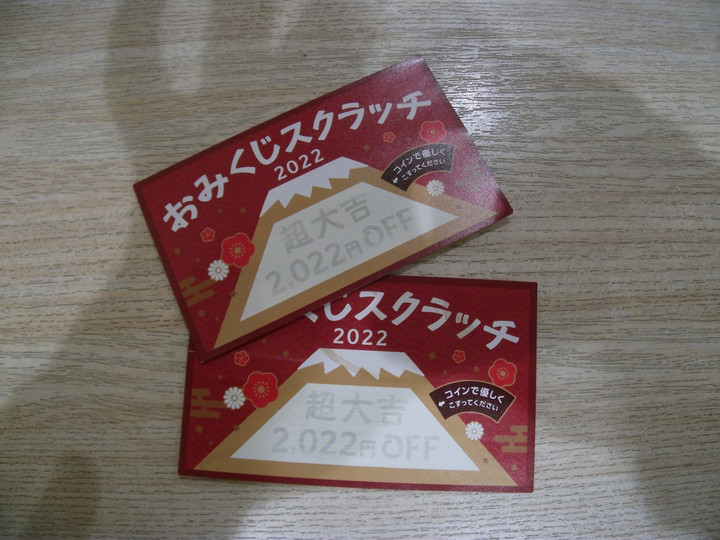 おみくじスクラッチ
2022
コインで優しく
こすってください
超大吉
2,022円OFF
くじスクラッチ
2022
コインで優しく
こすってください
超大吉
2,022円OFF